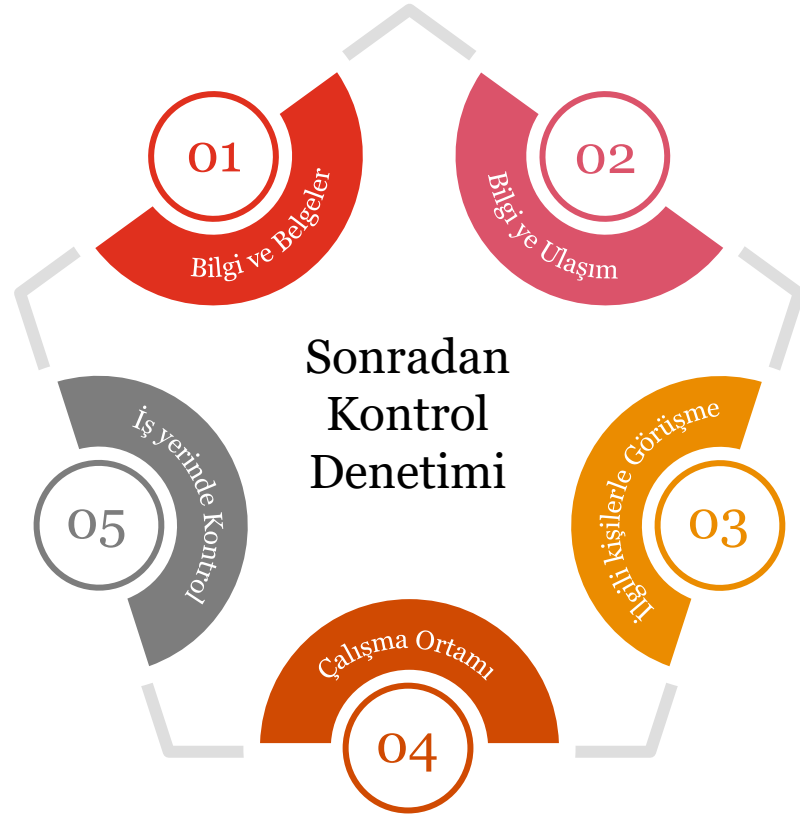 01
Bilgi ve Belgeler
02
Bilgi ye Ulaşım
Sonradan
Kontrol
Denetimi
03
İlgili kişilerle Görüşme
04
Çalışma Ortamı
05
İş yerinde Kontrol